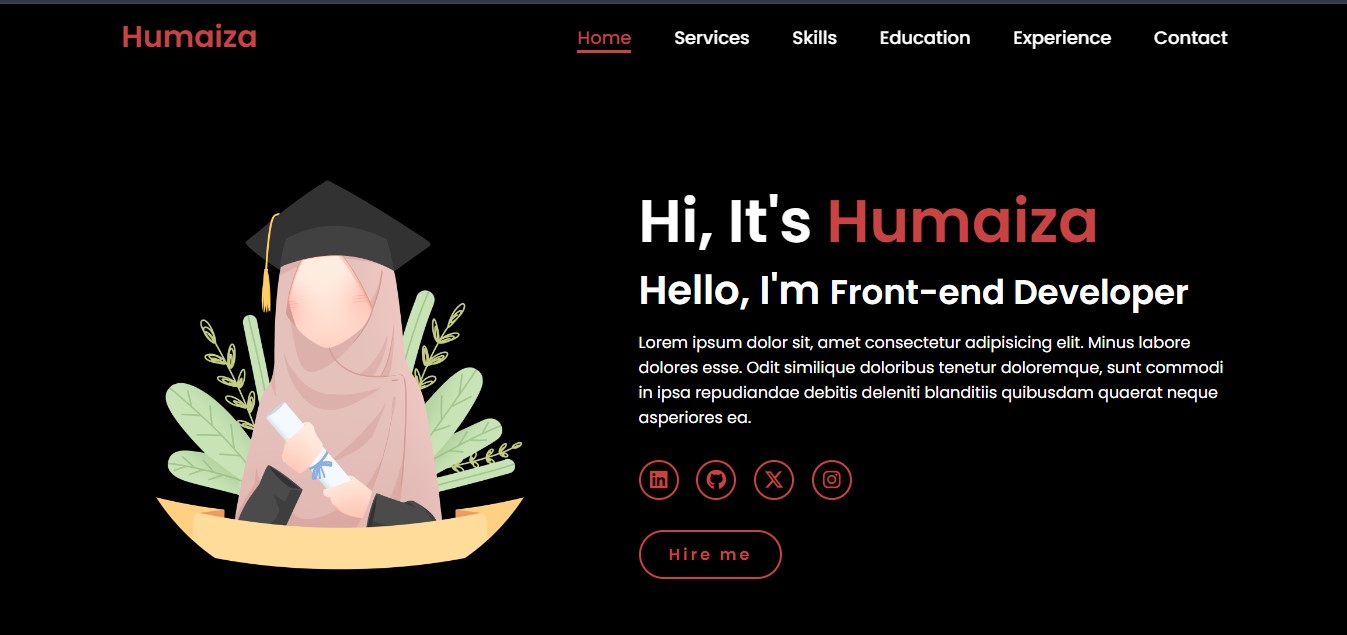 Humaiza
Home Services Skills Education Experience Contact
Hi, It's Humaiza
Hello, I'm Front-end Developer
Lorem ipsum dolor sit, amet consectetur adipisicing elit. Minus labore
dolores esse. Odit similique doloribus tenetur doloremque, sunt commodi
in ipsa repudiandae debitis deleniti blanditiis quibusdam quaerat neque
asperiores ea.
Hire me